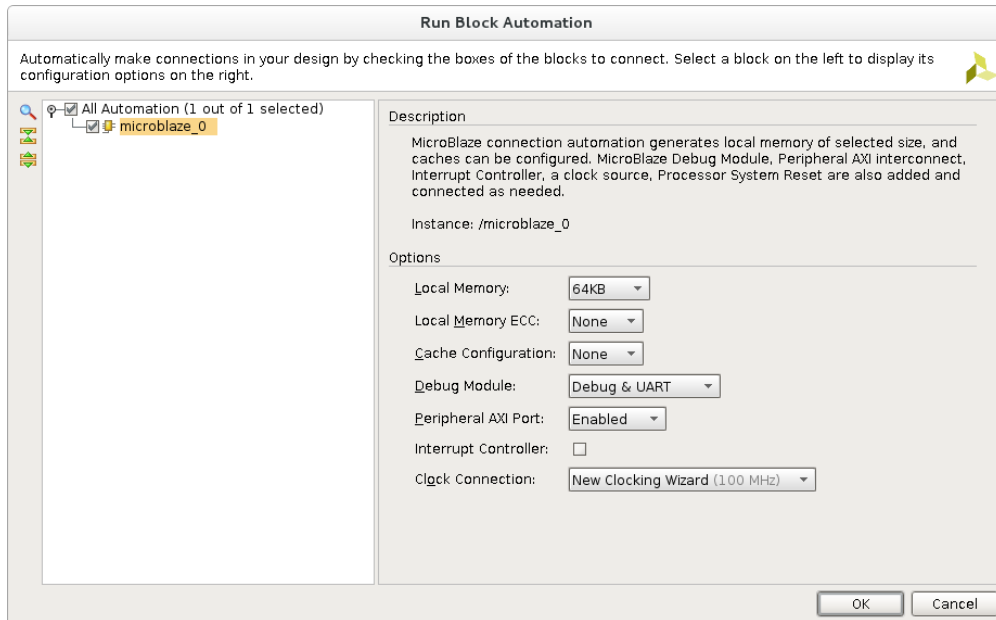 Run Block Automation
Automatically make connections in your design by checking the boxes of the blocks to connect. Select a block on the left to display its
configuration options on the right.
All Automation (1 out of 1 selected)
microblaze_0
Description
MicroBlaze connection automation generates local memory of selected size, and
caches can be configured. MicroBlaze Debug Module, Peripheral AXI interconnect,
Interrupt Controller, a clock source, Processor System Reset are also added and
connected as needed.
Instance: /microblaze_0
Options
Local Memory: 64KB
Local Memory ECC: None
Cache Configuration: None
Debug Module: Debug & UART
Peripheral AXI Port: Enabled
Interrupt Controller:
Clock Connection: New Clocking Wizard (100 MHz)
OK Cancel